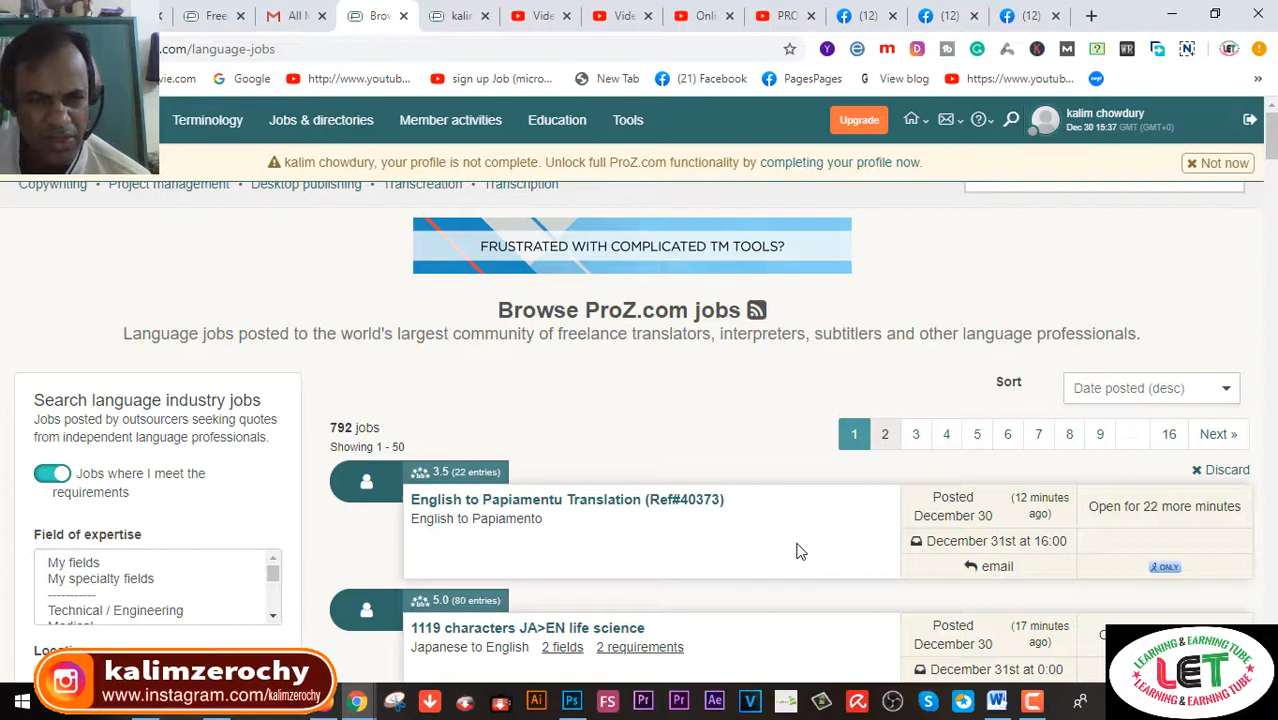 Free
All M
Brow
kalir
Vide
Vide
Onli
PRO
(12)
(12)
(12)
.com/language-jobs
vie.com
Google
http://www.youtub...
sign up Job (micro...
New Tab
(21) Facebook
PagesPages
View blog
https://www.youtub...
»
Terminology
Jobs & directories
Member activities
Education
Tools
Upgrade
kalim chowdury
Dec 30 15:37 GMT (GMT+0)
kalim chowdury, your profile is not complete. Unlock full ProZ.com functionality by completing your profile now.
Not now
Copywriting • Project management • Desktop publishing • Transcreation • Transcription
FRUSTRATED WITH COMPLICATED TM TOOLS?
Browse ProZ.com jobs
Language jobs posted to the world's largest community of freelance translators, interpreters, subtitlers and other language professionals.
Search language industry jobs
Jobs posted by outsourcers seeking quotes
from independent language professionals.
Jobs where I meet the
requirements
Field of expertise
My fields
My specialty fields
-----------
Technical / Engineering
Medical
Sort
Date posted (desc)
792 jobs
Showing 1 - 50
1 2 3 4 5 6 7 8 9 ... 16 Next »
Discard
3.5 (22 entries)
English to Papiamentu Translation (Ref#40373)
English to Papiamento
Posted
December 30
(12 minutes
ago)
Open for 22 more minutes
December 31st at 16:00
email
ONLY
5.0 (80 entries)
1119 characters JA>EN life science
Japanese to English 2 fields 2 requirements
Posted
December 30
(17 minutes
ago)
December 31st at 0:00
kalimzerochy
www.instagram.com/kalimzerochy
LEARNING & EARNING TUBE
LET
LEARNING & EARNING TUBE